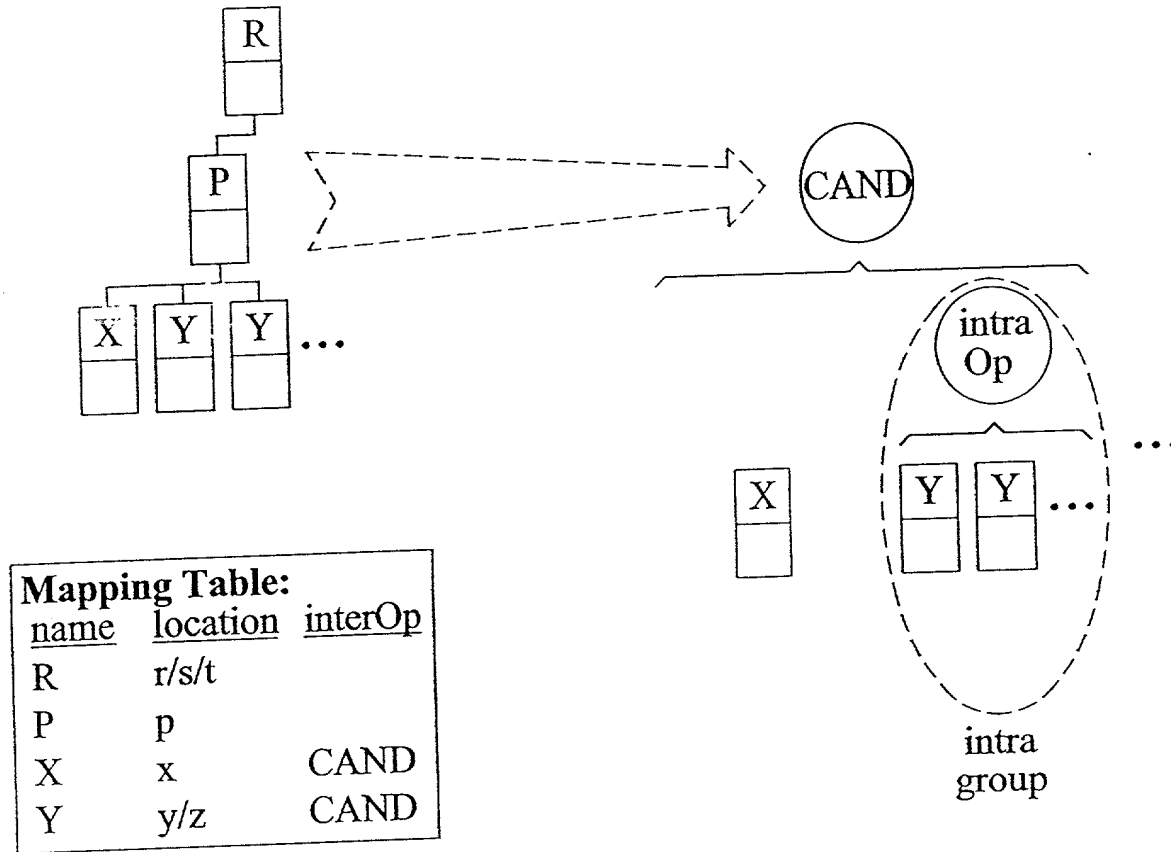 R
P
CAND
X Y Y ...
intra
Op
...
X Y Y ...
intra
group
Mapping Table:
name location interOp
R r/s/t
P p
X x CAND
Y y/z CAND